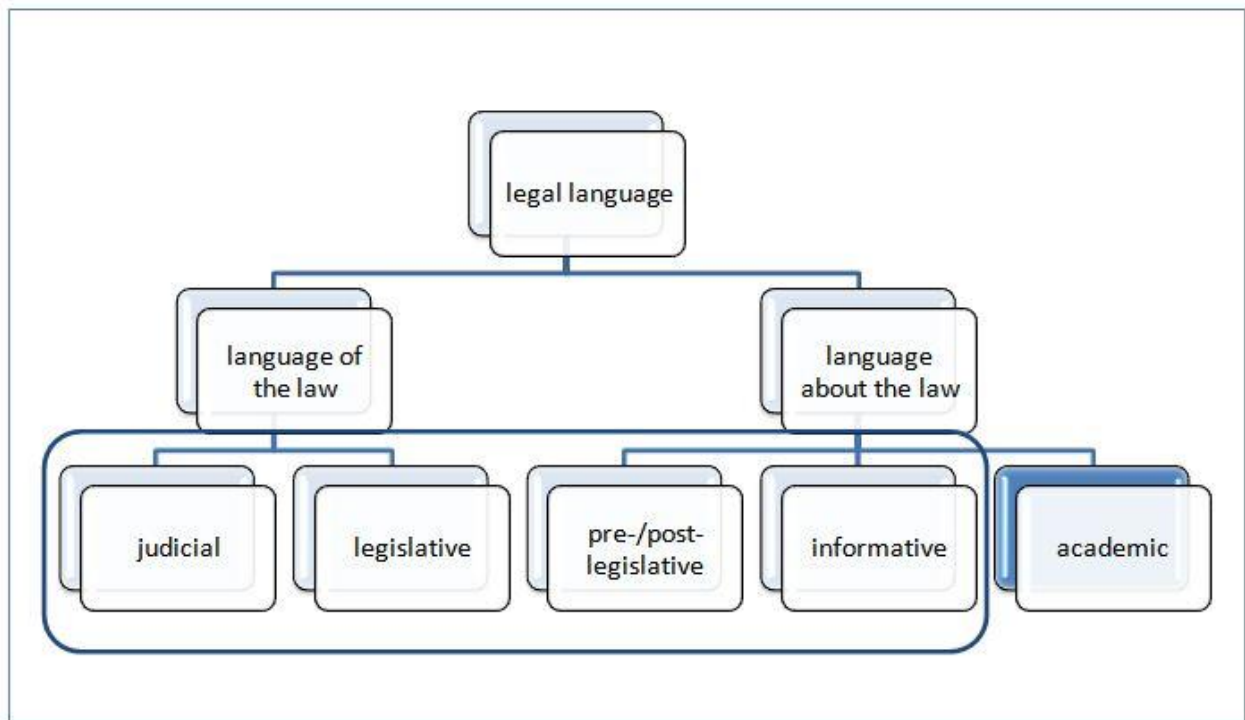 legal language
language of
the law
language
about the law
judicial
legislative
pre-/post-
legislative
informative
academic